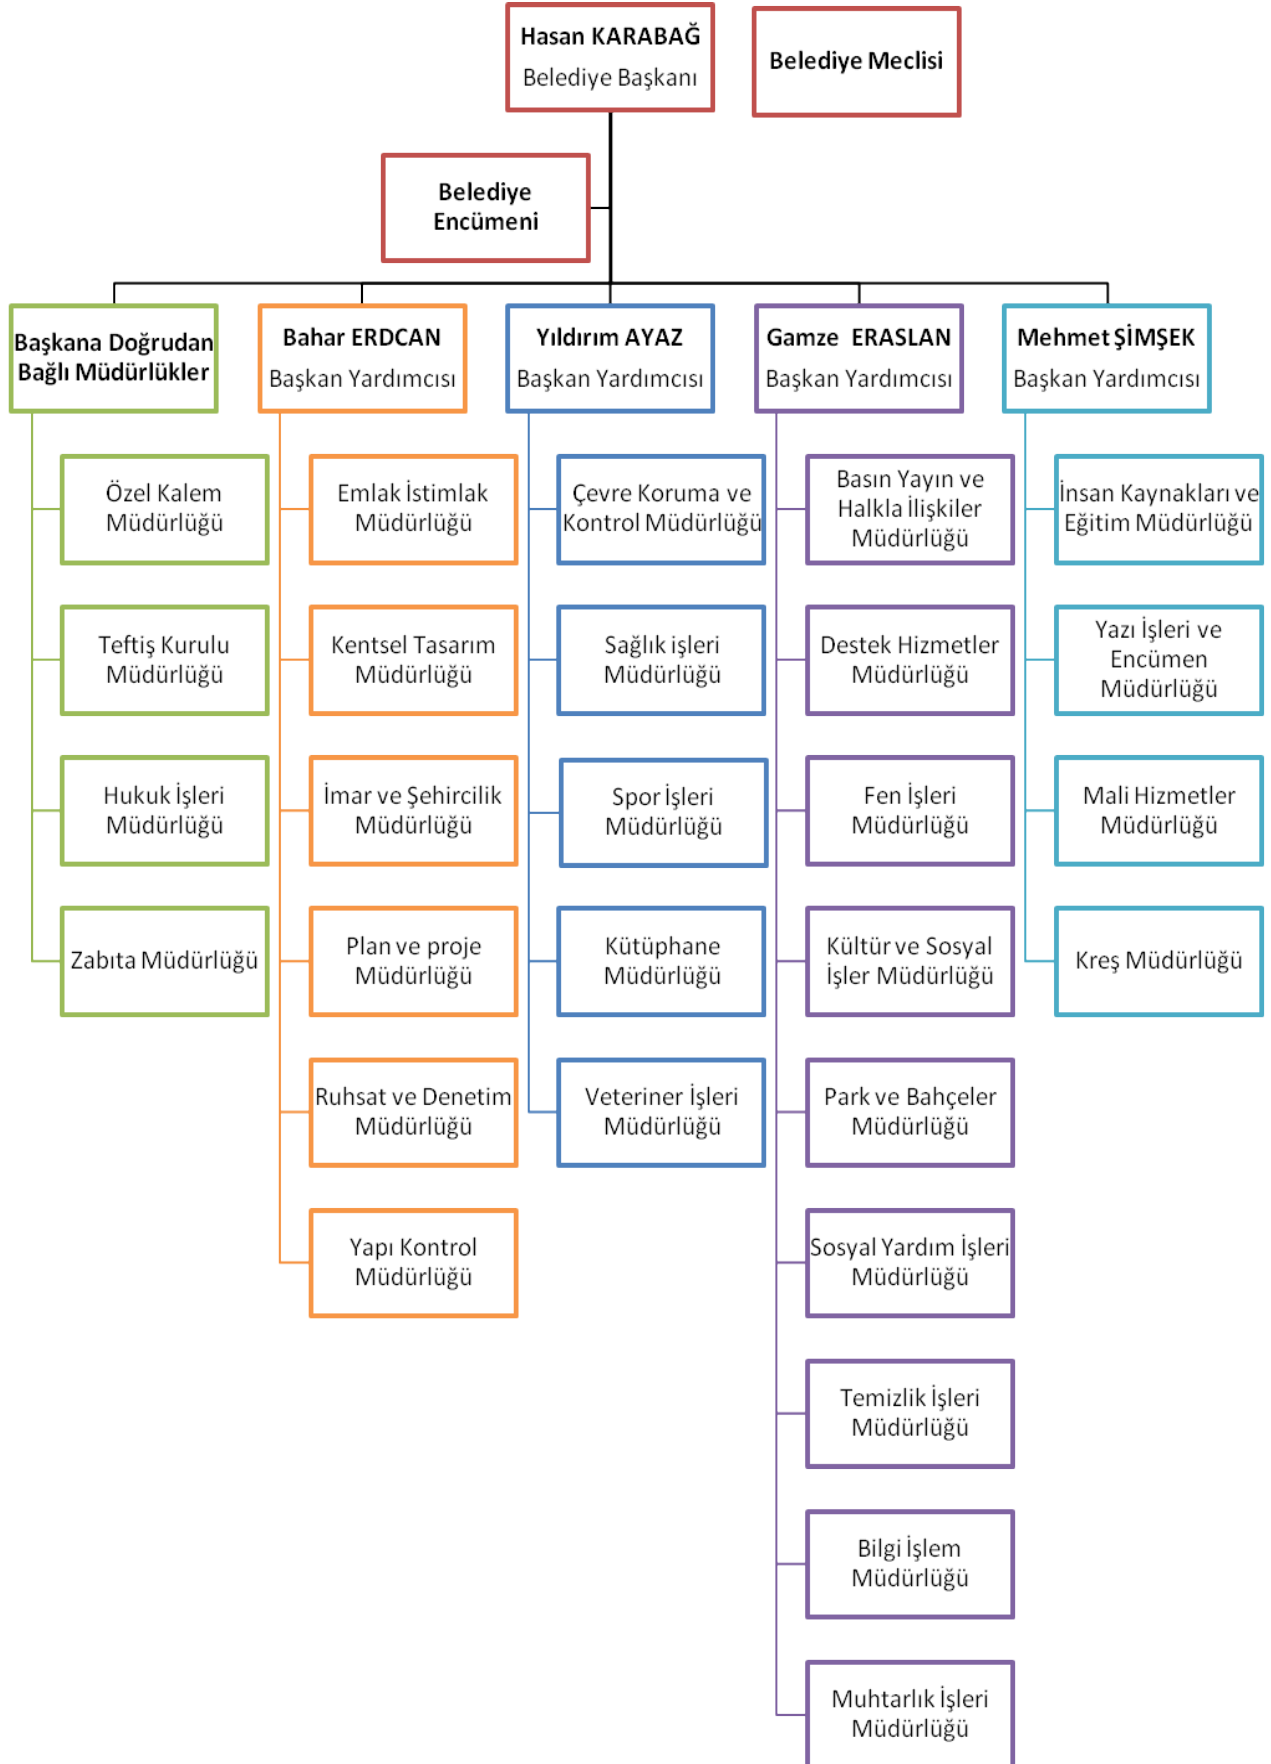 Hasan KARABAĞ
Belediye Başkanı
Belediye Meclisi
Belediye
Encümeni
Başkana Doğrudan
Bağlı Müdürlükler
Özel Kalem
Müdürlüğü
Teftiş Kurulu
Müdürlüğü
Hukuk İşleri
Müdürlüğü
Zabıta Müdürlüğü
Bahar ERDCAN
Başkan Yardımcısı
Emlak İstimlak
Müdürlüğü
Kentsel Tasarım
Müdürlüğü
İmar ve Şehircilik
Müdürlüğü
Plan ve proje
Müdürlüğü
Ruhsat ve Denetim
Müdürlüğü
Yapı Kontrol
Müdürlüğü
Yıldırım AYAZ
Başkan Yardımcısı
Çevre Koruma ve
Kontrol Müdürlüğü
Sağlık işleri
Müdürlüğü
Spor İşleri
Müdürlüğü
Kütüphane
Müdürlüğü
Veteriner İşleri
Müdürlüğü
Gamze  ERASLAN
Başkan Yardımcısı
Basın Yayın ve
Halkla İlişkiler
Müdürlüğü
Destek Hizmetler
Müdürlüğü
Fen İşleri
Müdürlüğü
Kültür ve Sosyal
İşler Müdürlüğü
Park ve Bahçeler
Müdürlüğü
Sosyal Yardım İşleri
Müdürlüğü
Temizlik İşleri
Müdürlüğü
Bilgi İşlem
Müdürlüğü
Muhtarlık İşleri
Müdürlüğü
Mehmet ŞİMŞEK
Başkan Yardımcısı
İnsan Kaynakları ve
Eğitim Müdürlüğü
Yazı İşleri ve
Encümen
Müdürlüğü
Mali Hizmetler
Müdürlüğü
Kreş Müdürlüğü